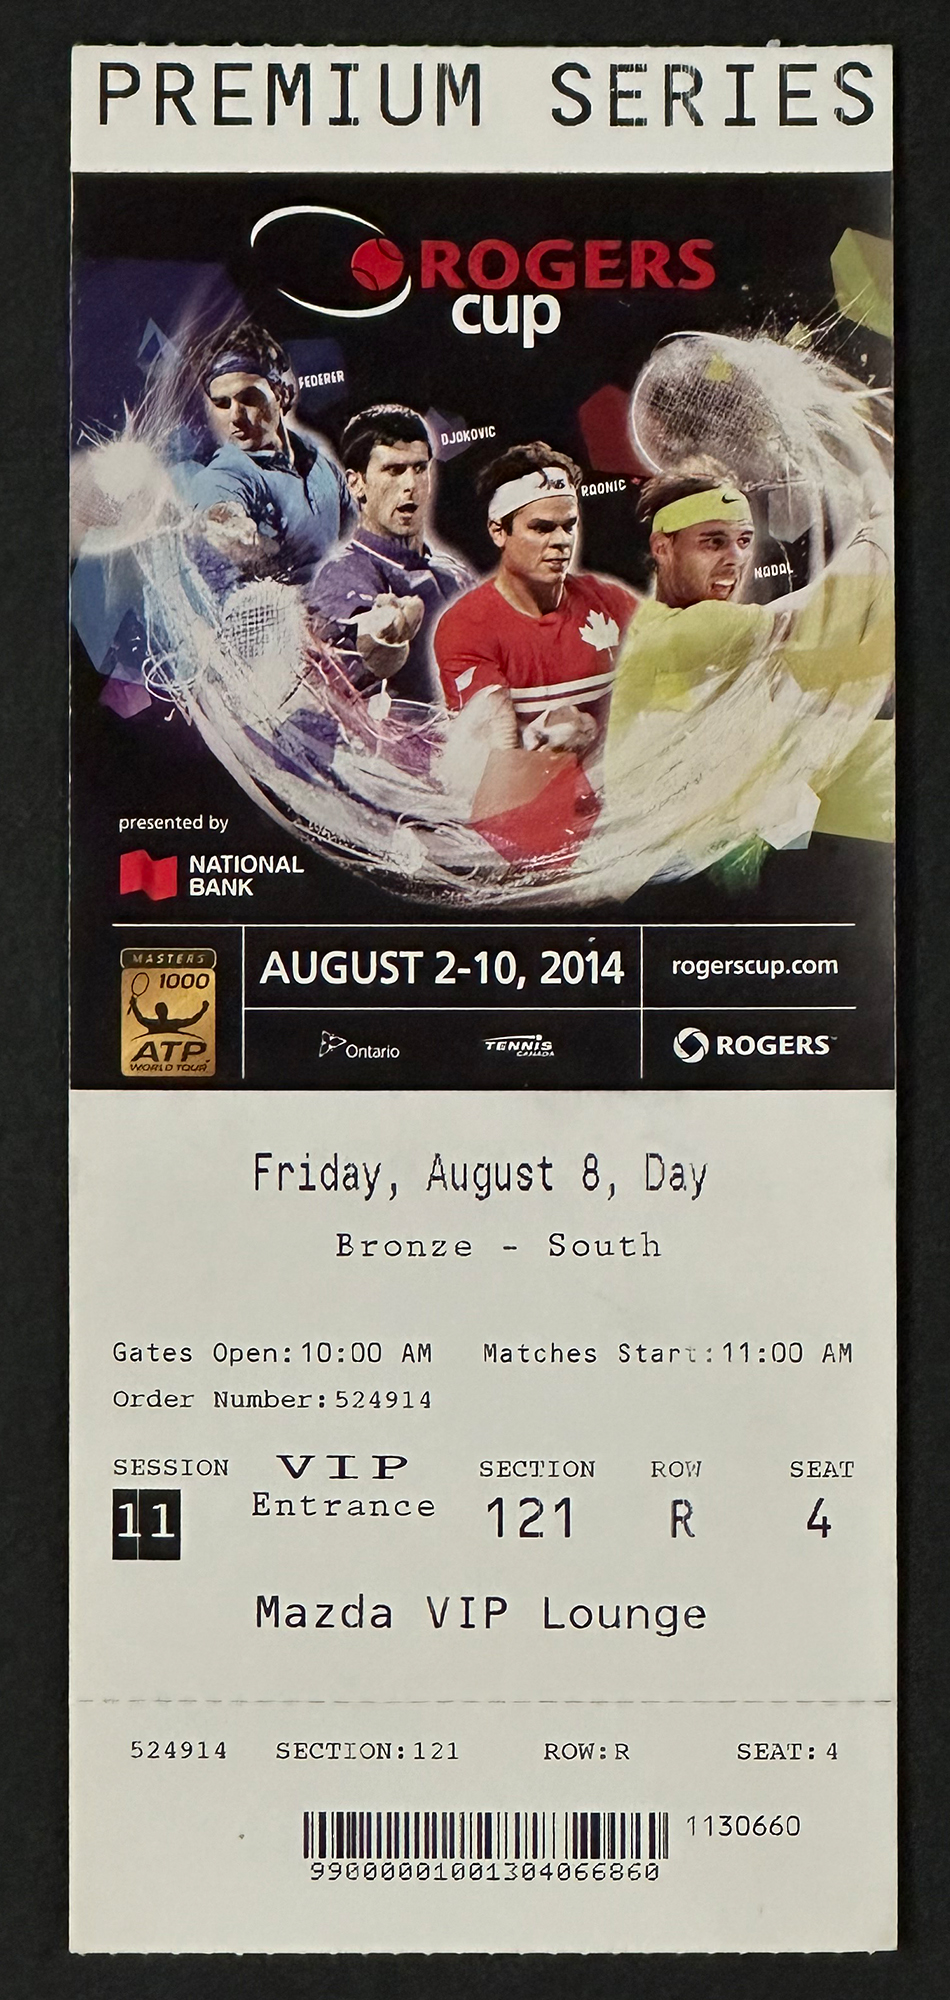 PREMIUM SERIES
ROGERS
cup
FEDERER
DJOKOVIC
RAONIC
NADAL
presented by
NATIONAL
BANK
MASTERS
1000
ATP
WORLD TOUR
AUGUST 2-10, 2014
rogerscup.com
Ontario
TENNIS
CANADA
ROGERS™
Friday, August 8, Day
Bronze - South
Gates Open:10:00 AM Matches Start:11:00 AM
Order Number:524914
SESSION VIP SECTION ROW SEAT
11 Entrance 121 R 4
Mazda VIP Lounge
524914 SECTION:121 ROW:R SEAT:4
1130660
99000001001304066860